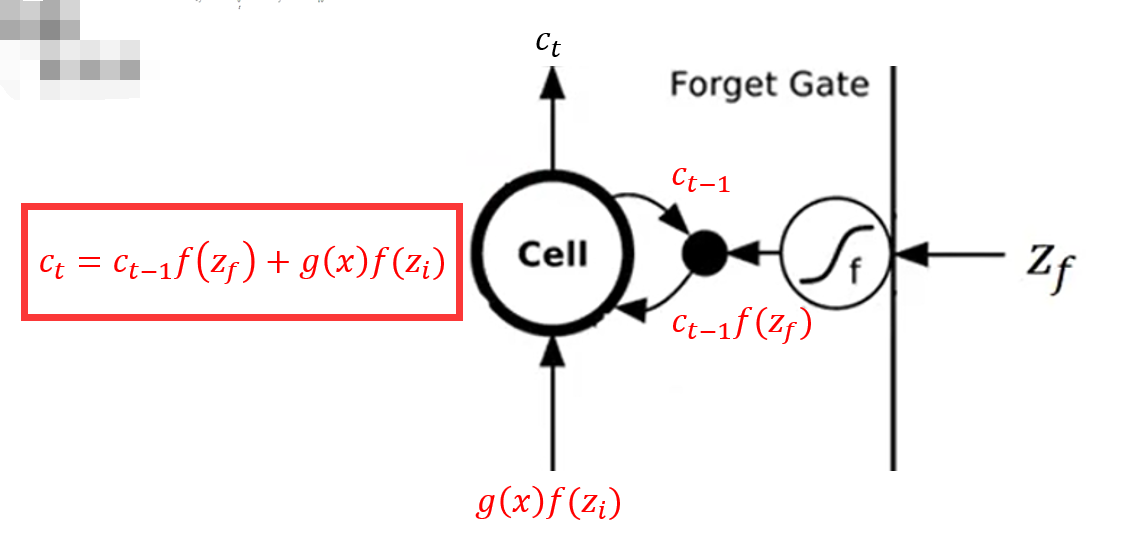 c_t
Forget Gate
c_{t−1}
c_t = c_{t−1}f(z_f) + g(x)f(z_i)
Cell
f
Z_f
c_{t−1}f(z_f)
g(x)f(z_i)